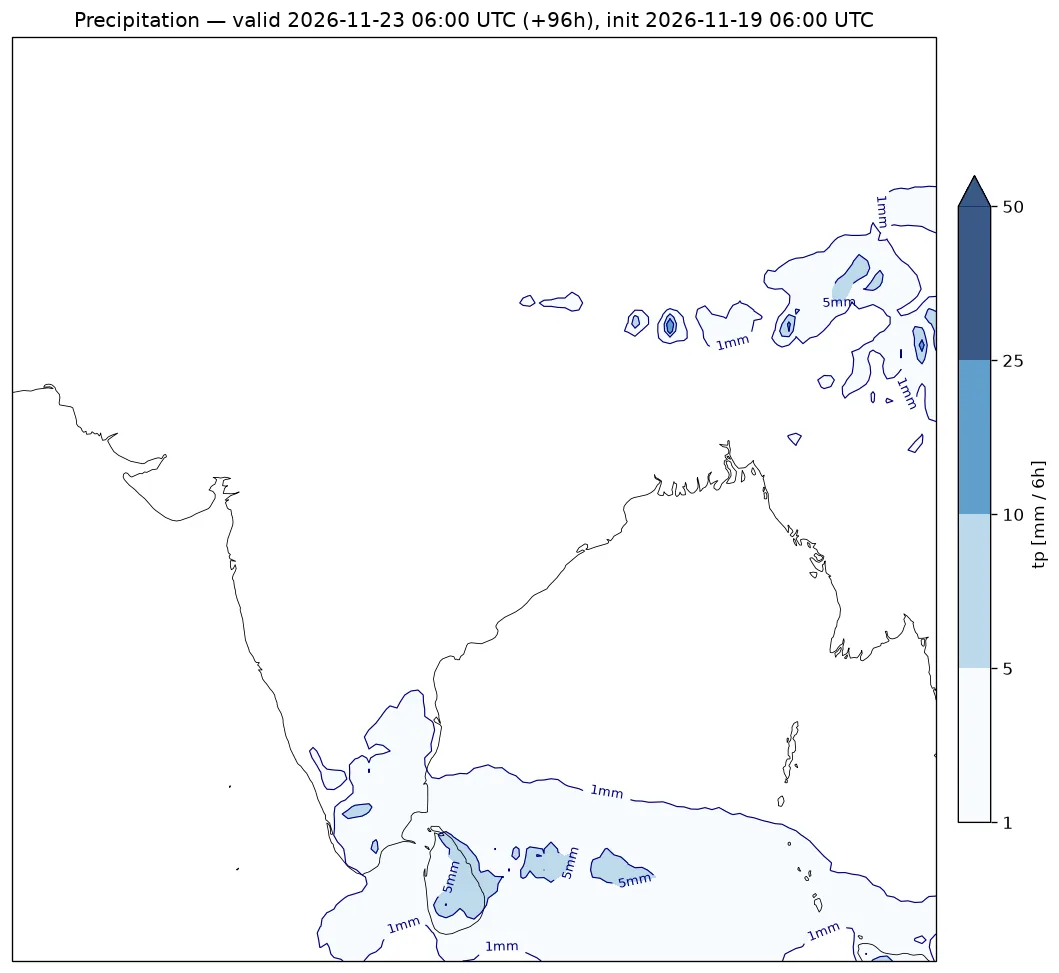 Precipitation — valid 2026-11-23 06:00 UTC (+96h), init 2026-11-19 06:00 UTC
1mm
50
5mm
1mm
25
1mm
tp [mm / 6h]
10
5
1mm
1
5mm
5mm
5mm
1mm
1mm
1mm